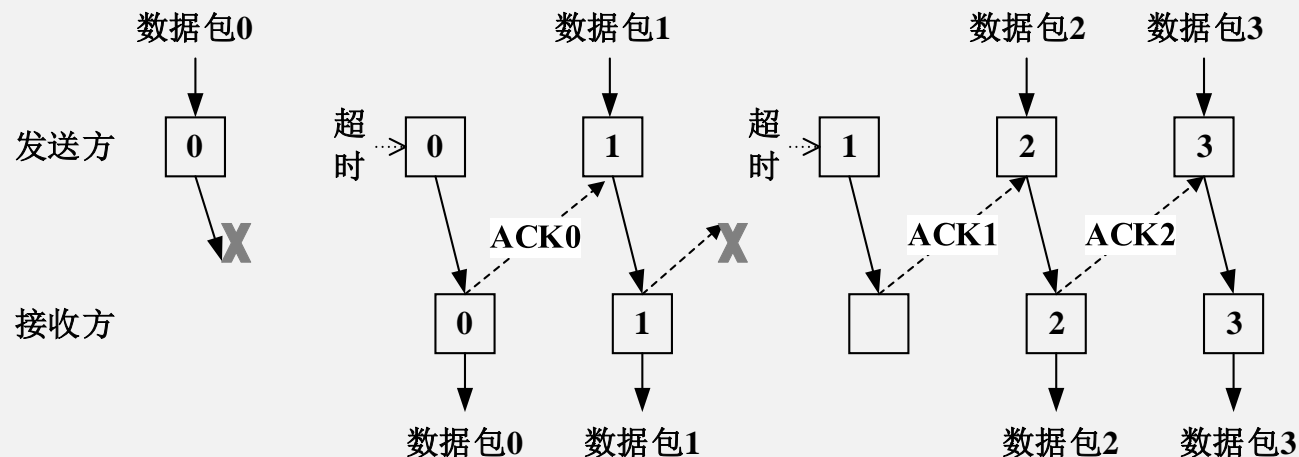 数据包0 数据包1 数据包2 数据包3
发送方 0 超时 0 1 超时 1 2 3
X ACK0 X ACK1 ACK2
接收方 0 1 2 3
数据包0 数据包1 数据包2 数据包3